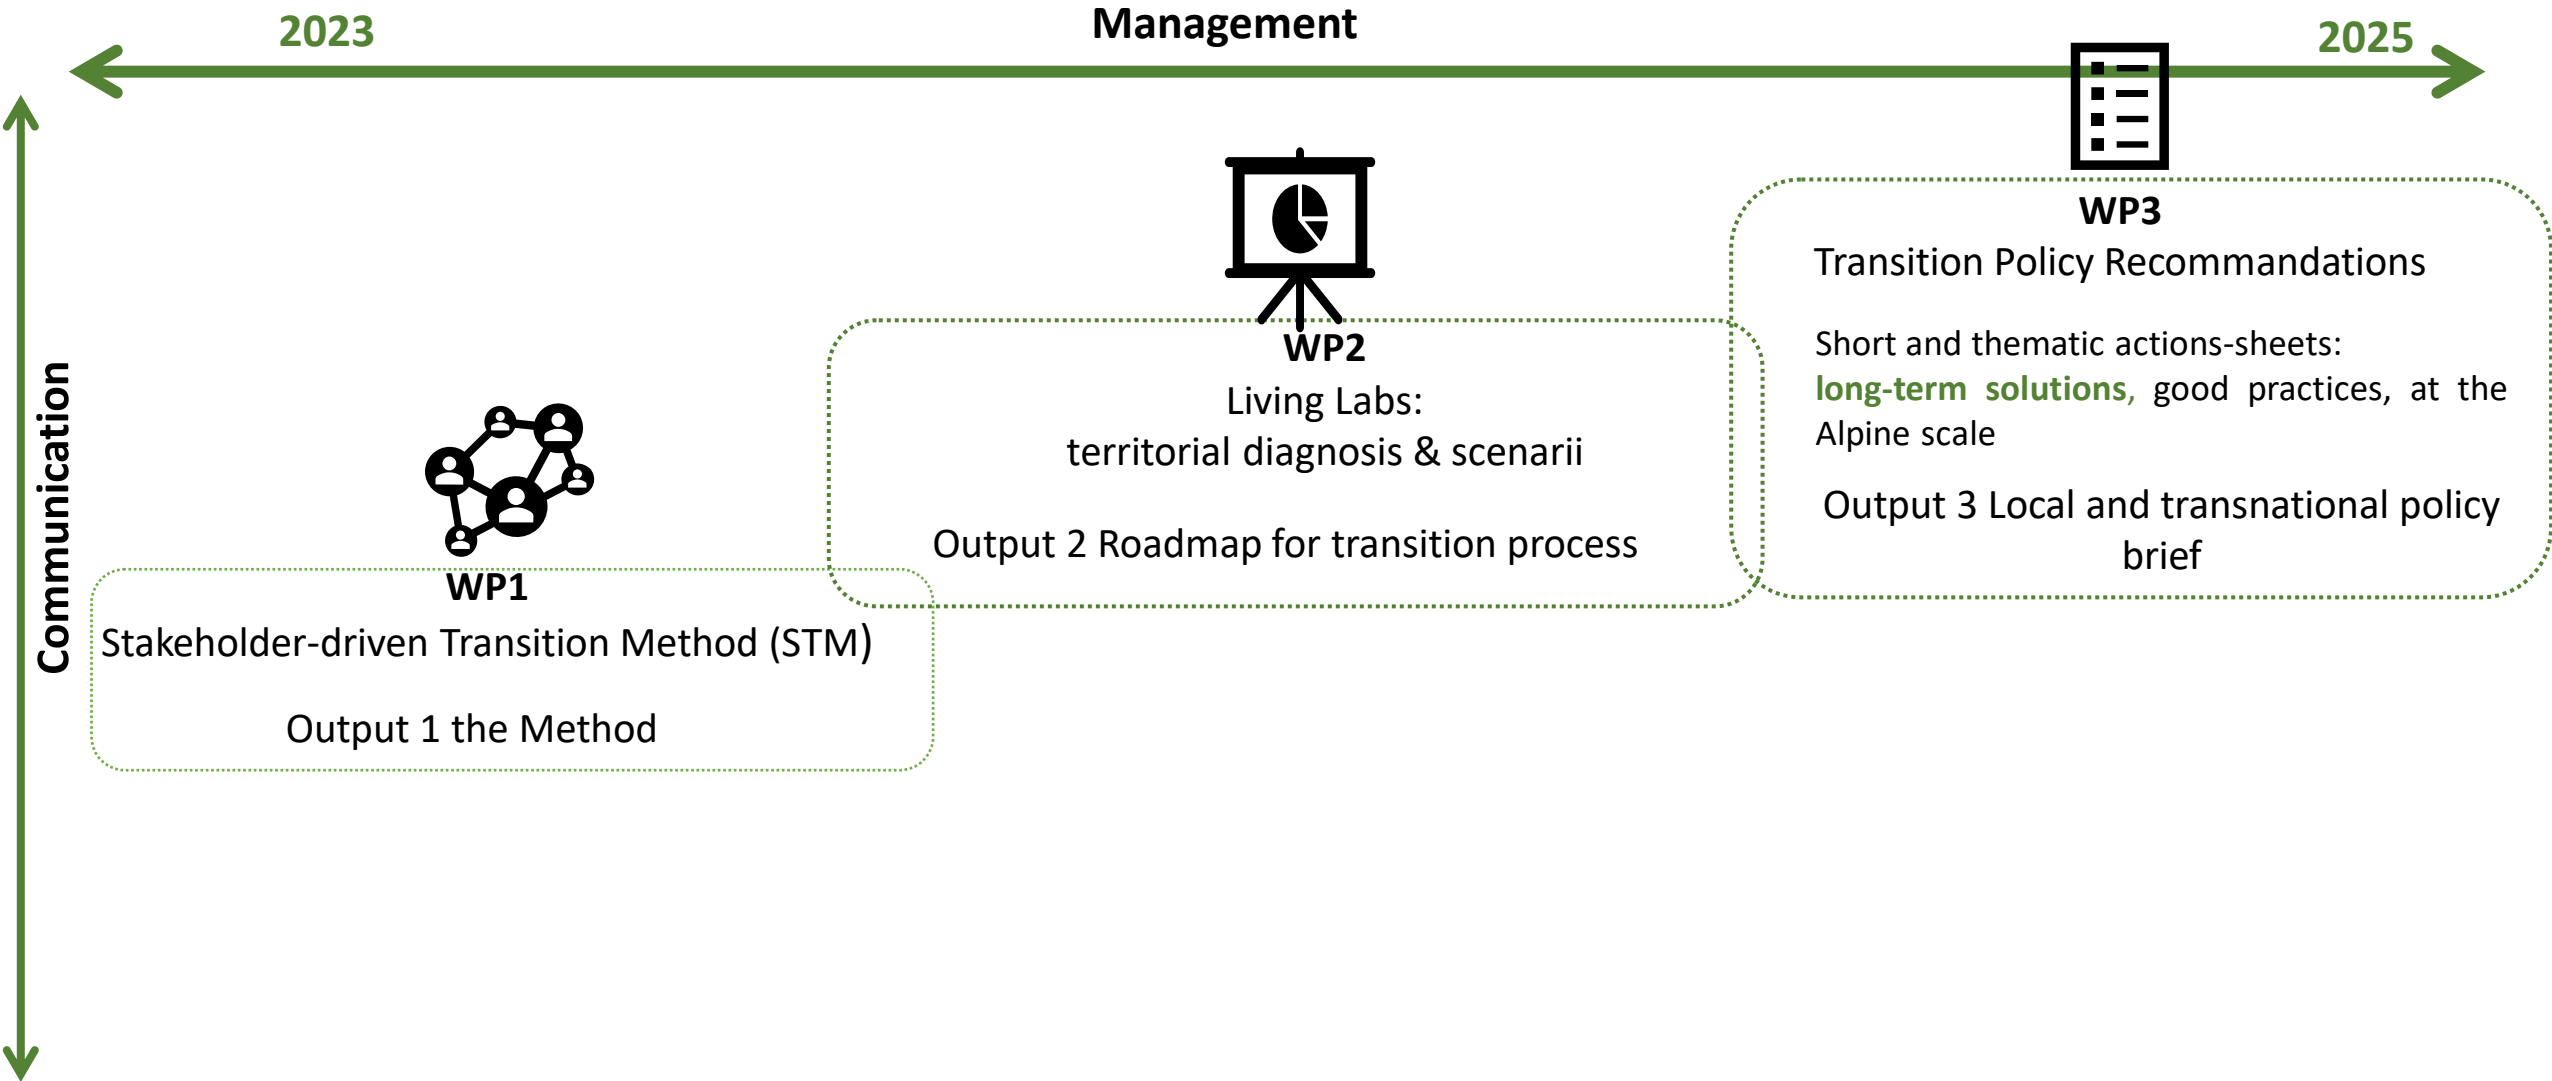 Management
2023
2025
Communication
WP1
Stakeholder-driven Transition Method (STM)
Output 1 the Method
WP2
Living Labs:
territorial diagnosis & scenarii
Output 2 Roadmap for transition process
WP3
Transition Policy Recommandations
Short and thematic actions-sheets:
long-term solutions, good practices, at the
Alpine scale
Output 3 Local and transnational policy
brief